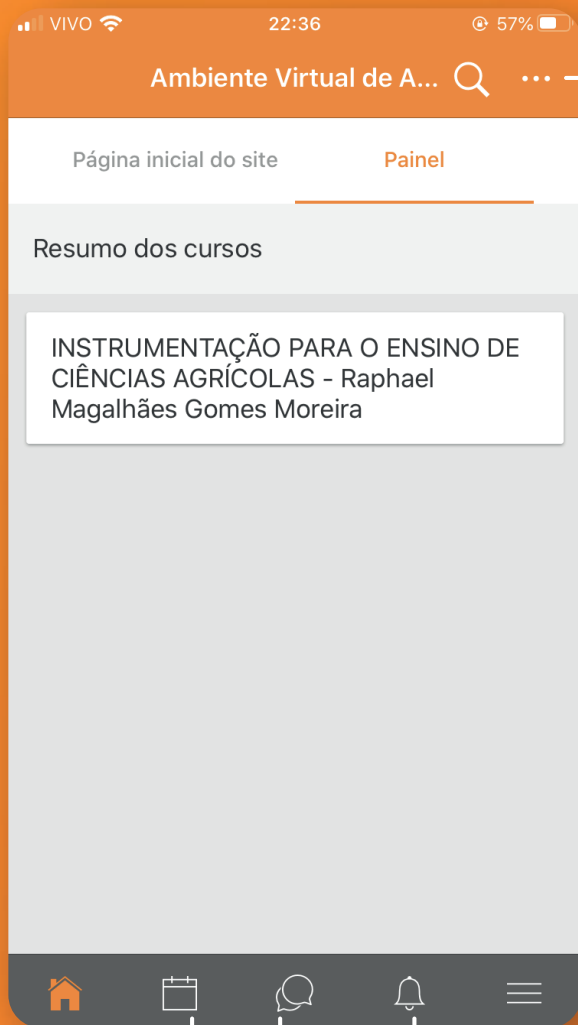 VIVO 22:36 57%
Ambiente Virtual de A...
Página inicial do site Painel
Resumo dos cursos
INSTRUMENTAÇÃO PARA O ENSINO DE
CIÊNCIAS AGRÍCOLAS - Raphael
Magalhães Gomes Moreira